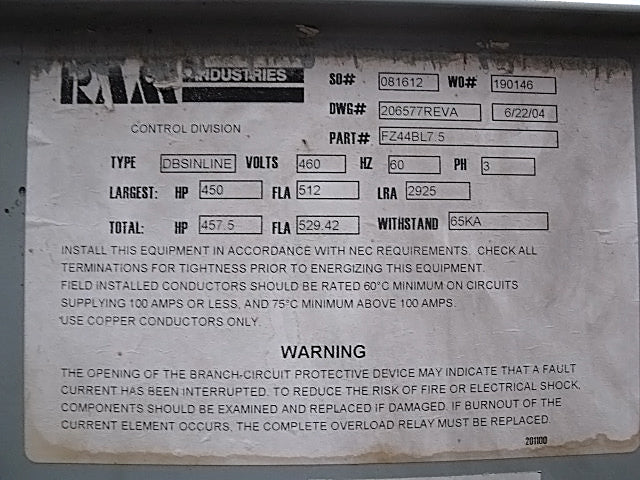 RAM INDUSTRIES
CONTROL DIVISION
SO# 081612 WO# 190146
DWG# 206577REVA 6/22/04
PART# FZ44BL7.5
TYPE DBSINLINE VOLTS 460 HZ 60 PH 3
LARGEST: HP 450 FLA 512 LRA 2925
TOTAL: HP 457.5 FLA 529.42 WITHSTAND 65KA
INSTALL THIS EQUIPMENT IN ACCORDANCE WITH NEC REQUIREMENTS. CHECK ALL
TERMINATIONS FOR TIGHTNESS PRIOR TO ENERGIZING THIS EQUIPMENT.
FIELD INSTALLED CONDUCTORS SHOULD BE RATED 60°C MINIMUM ON CIRCUITS
SUPPLYING 100 AMPS OR LESS, AND 75°C MINIMUM ABOVE 100 AMPS.
USE COPPER CONDUCTORS ONLY.
WARNING
THE OPENING OF THE BRANCH-CIRCUIT PROTECTIVE DEVICE MAY INDICATE THAT A FAULT
CURRENT HAS BEEN INTERRUPTED. TO REDUCE THE RISK OF FIRE OR ELECTRICAL SHOCK,
COMPONENTS SHOULD BE EXAMINED AND REPLACED IF DAMAGED. IF BURNOUT OF THE
CURRENT ELEMENT OCCURS, THE COMPLETE OVERLOAD RELAY MUST BE REPLACED.
201100